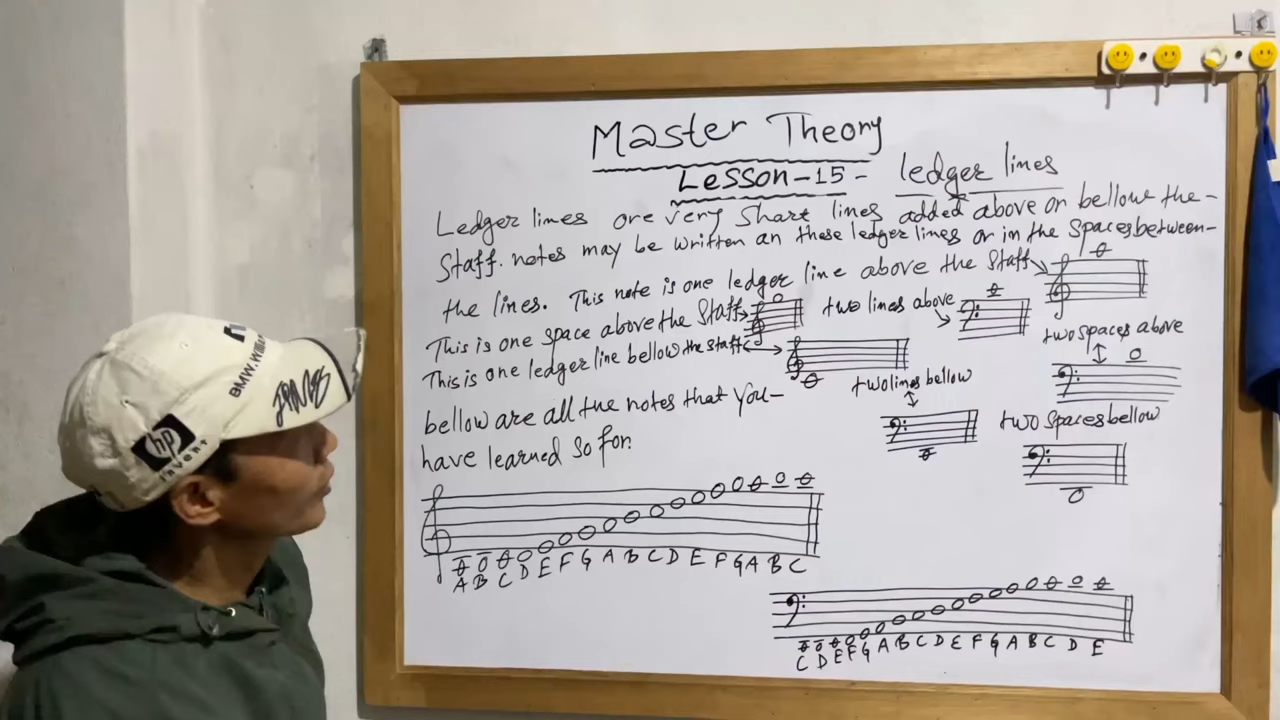 Master Theory
Lesson-15- ledger lines
Ledger limes ore very Short lines added above or bellow the-
Staff. notes may be written an these ledger lines or in the Spaces between-
the lines. This note is one ledger line above the Staff
This is one space above the Staff
two lines above
This is one ledger line bellow the staff
two spaces above
two lines bellow
bellow are all the notes that you-
two Spaces bellow
have learned so for.
A B C D E F G A B C D E F G A B C
C D E F G A B C D E F G A B C D E
BMW.Willi
hp
invent